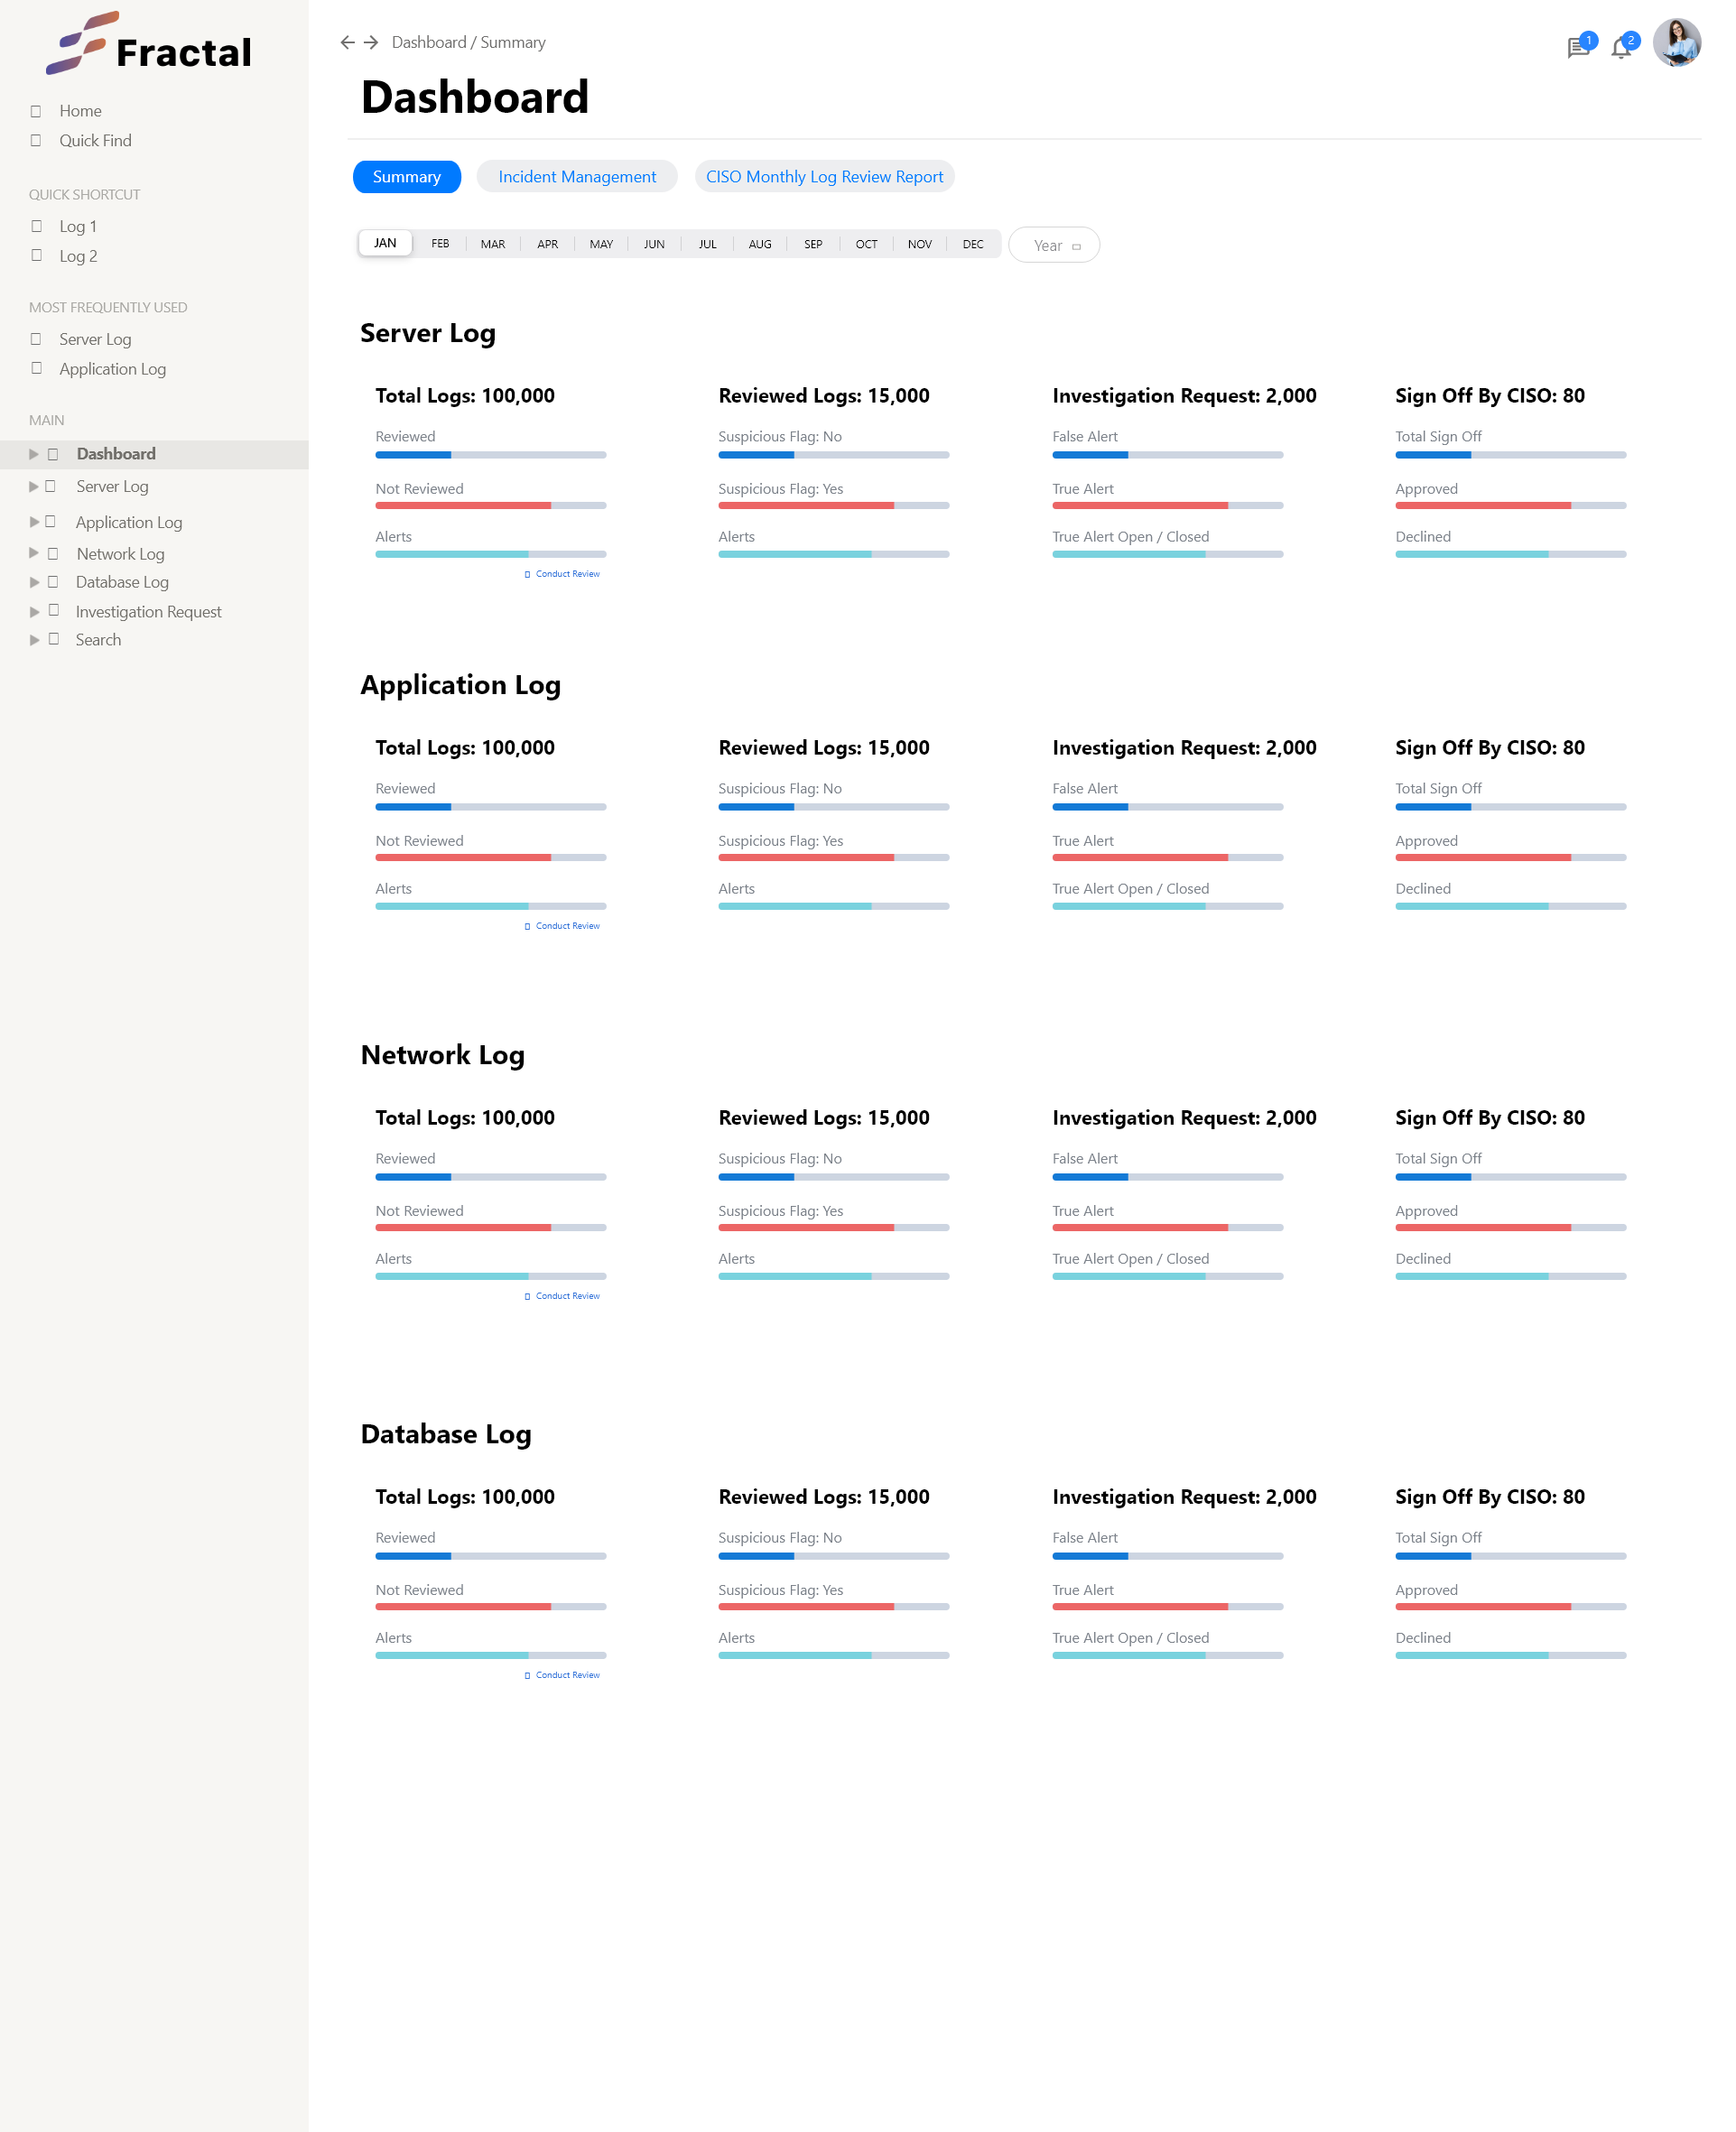 Fractal
Home
Quick Find
QUICK SHORTCUT
Log 1
Log 2
MOST FREQUENTLY USED
Server Log
Application Log
MAIN
Dashboard
Server Log
Application Log
Network Log
Database Log
Investigation Request
Search
Dashboard / Summary
1 2
Dashboard
Summary Incident Management CISO Monthly Log Review Report
JAN FEB MAR APR MAY JUN JUL AUG SEP OCT NOV DEC Year
Server Log
Total Logs: 100,000 Reviewed Logs: 15,000 Investigation Request: 2,000 Sign Off By CISO: 80
Reviewed Suspicious Flag: No False Alert Total Sign Off
Not Reviewed Suspicious Flag: Yes True Alert Approved
Alerts Alerts True Alert Open / Closed Declined
Conduct Review
Application Log
Total Logs: 100,000 Reviewed Logs: 15,000 Investigation Request: 2,000 Sign Off By CISO: 80
Reviewed Suspicious Flag: No False Alert Total Sign Off
Not Reviewed Suspicious Flag: Yes True Alert Approved
Alerts Alerts True Alert Open / Closed Declined
Conduct Review
Network Log
Total Logs: 100,000 Reviewed Logs: 15,000 Investigation Request: 2,000 Sign Off By CISO: 80
Reviewed Suspicious Flag: No False Alert Total Sign Off
Not Reviewed Suspicious Flag: Yes True Alert Approved
Alerts Alerts True Alert Open / Closed Declined
Conduct Review
Database Log
Total Logs: 100,000 Reviewed Logs: 15,000 Investigation Request: 2,000 Sign Off By CISO: 80
Reviewed Suspicious Flag: No False Alert Total Sign Off
Not Reviewed Suspicious Flag: Yes True Alert Approved
Alerts Alerts True Alert Open / Closed Declined
Conduct Review